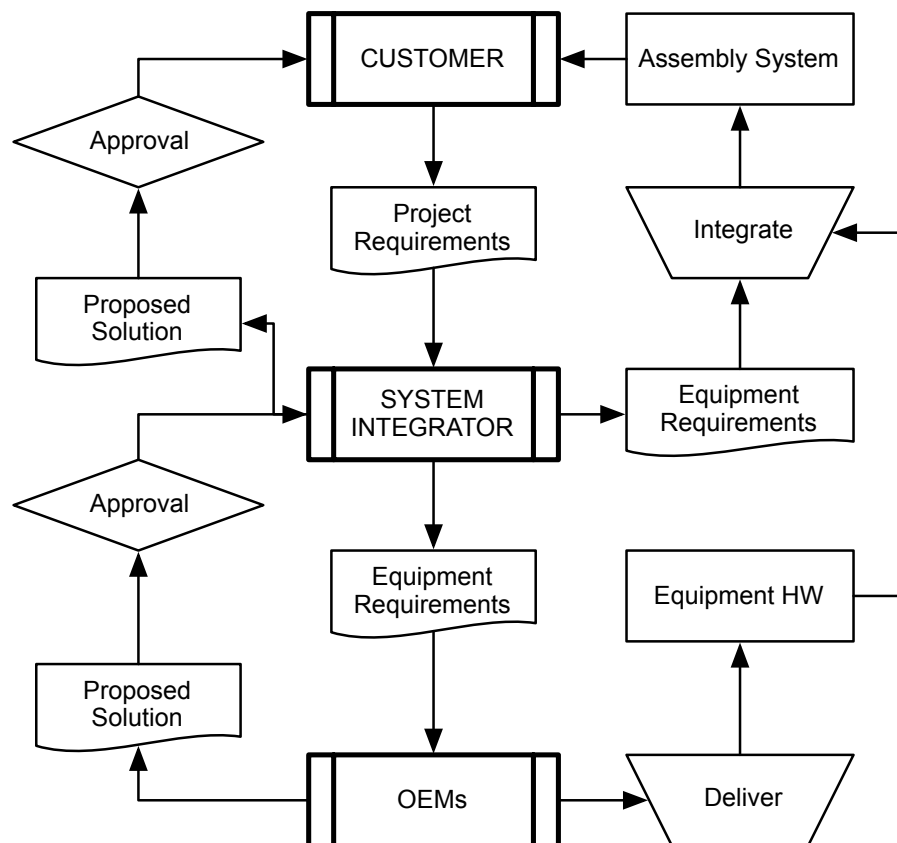 CUSTOMER
Assembly System
Approval
Project
Requirements
Integrate
Proposed
Solution
SYSTEM
INTEGRATOR
Equipment
Requirements
Approval
Equipment
Requirements
Equipment HW
Proposed
Solution
OEMs
Deliver